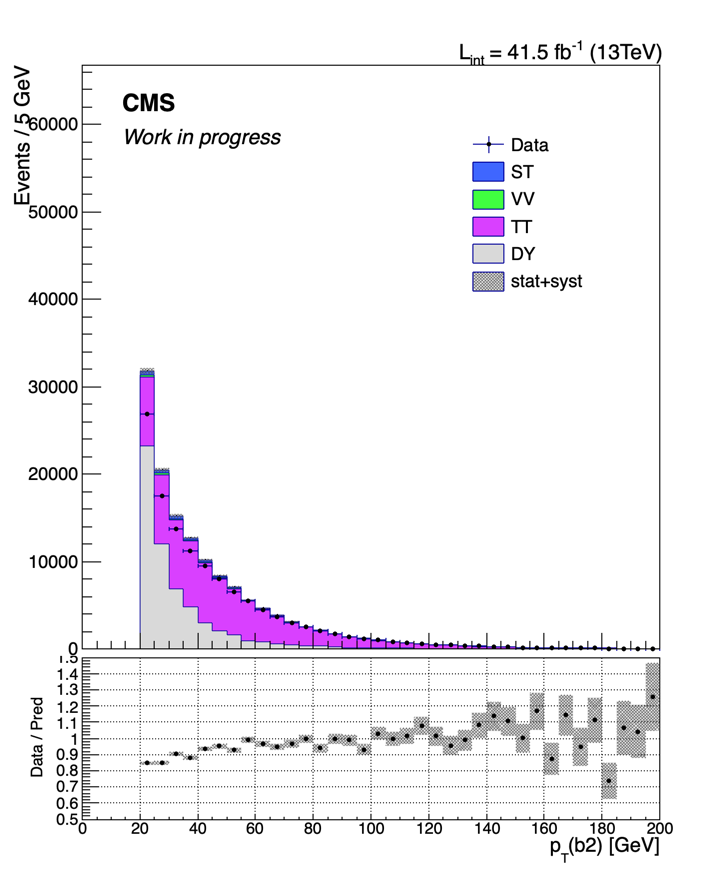 L_int = 41.5 fb⁻¹ (13TeV)
Events / 5 GeV
CMS
Work in progress
Data
ST
VV
TT
DY
stat+syst
60000
50000
40000
30000
20000
10000
0
Data / Pred
1.5
1.4
1.3
1.2
1.1
1
0.9
0.8
0.7
0.6
0.5
0 20 40 60 80 100 120 140 160 180 200
p_T(b2) [GeV]